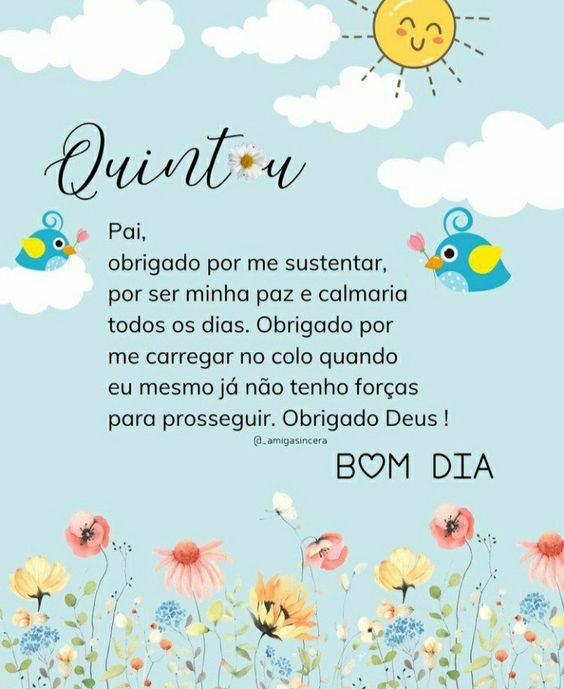 Quintou
Pai,
obrigado por me sustentar,
por ser minha paz e calmaria
todos os dias. Obrigado por
me carregar no colo quando
eu mesmo já não tenho forças
para prosseguir. Obrigado Deus !
@_amigasincera
BOM DIA